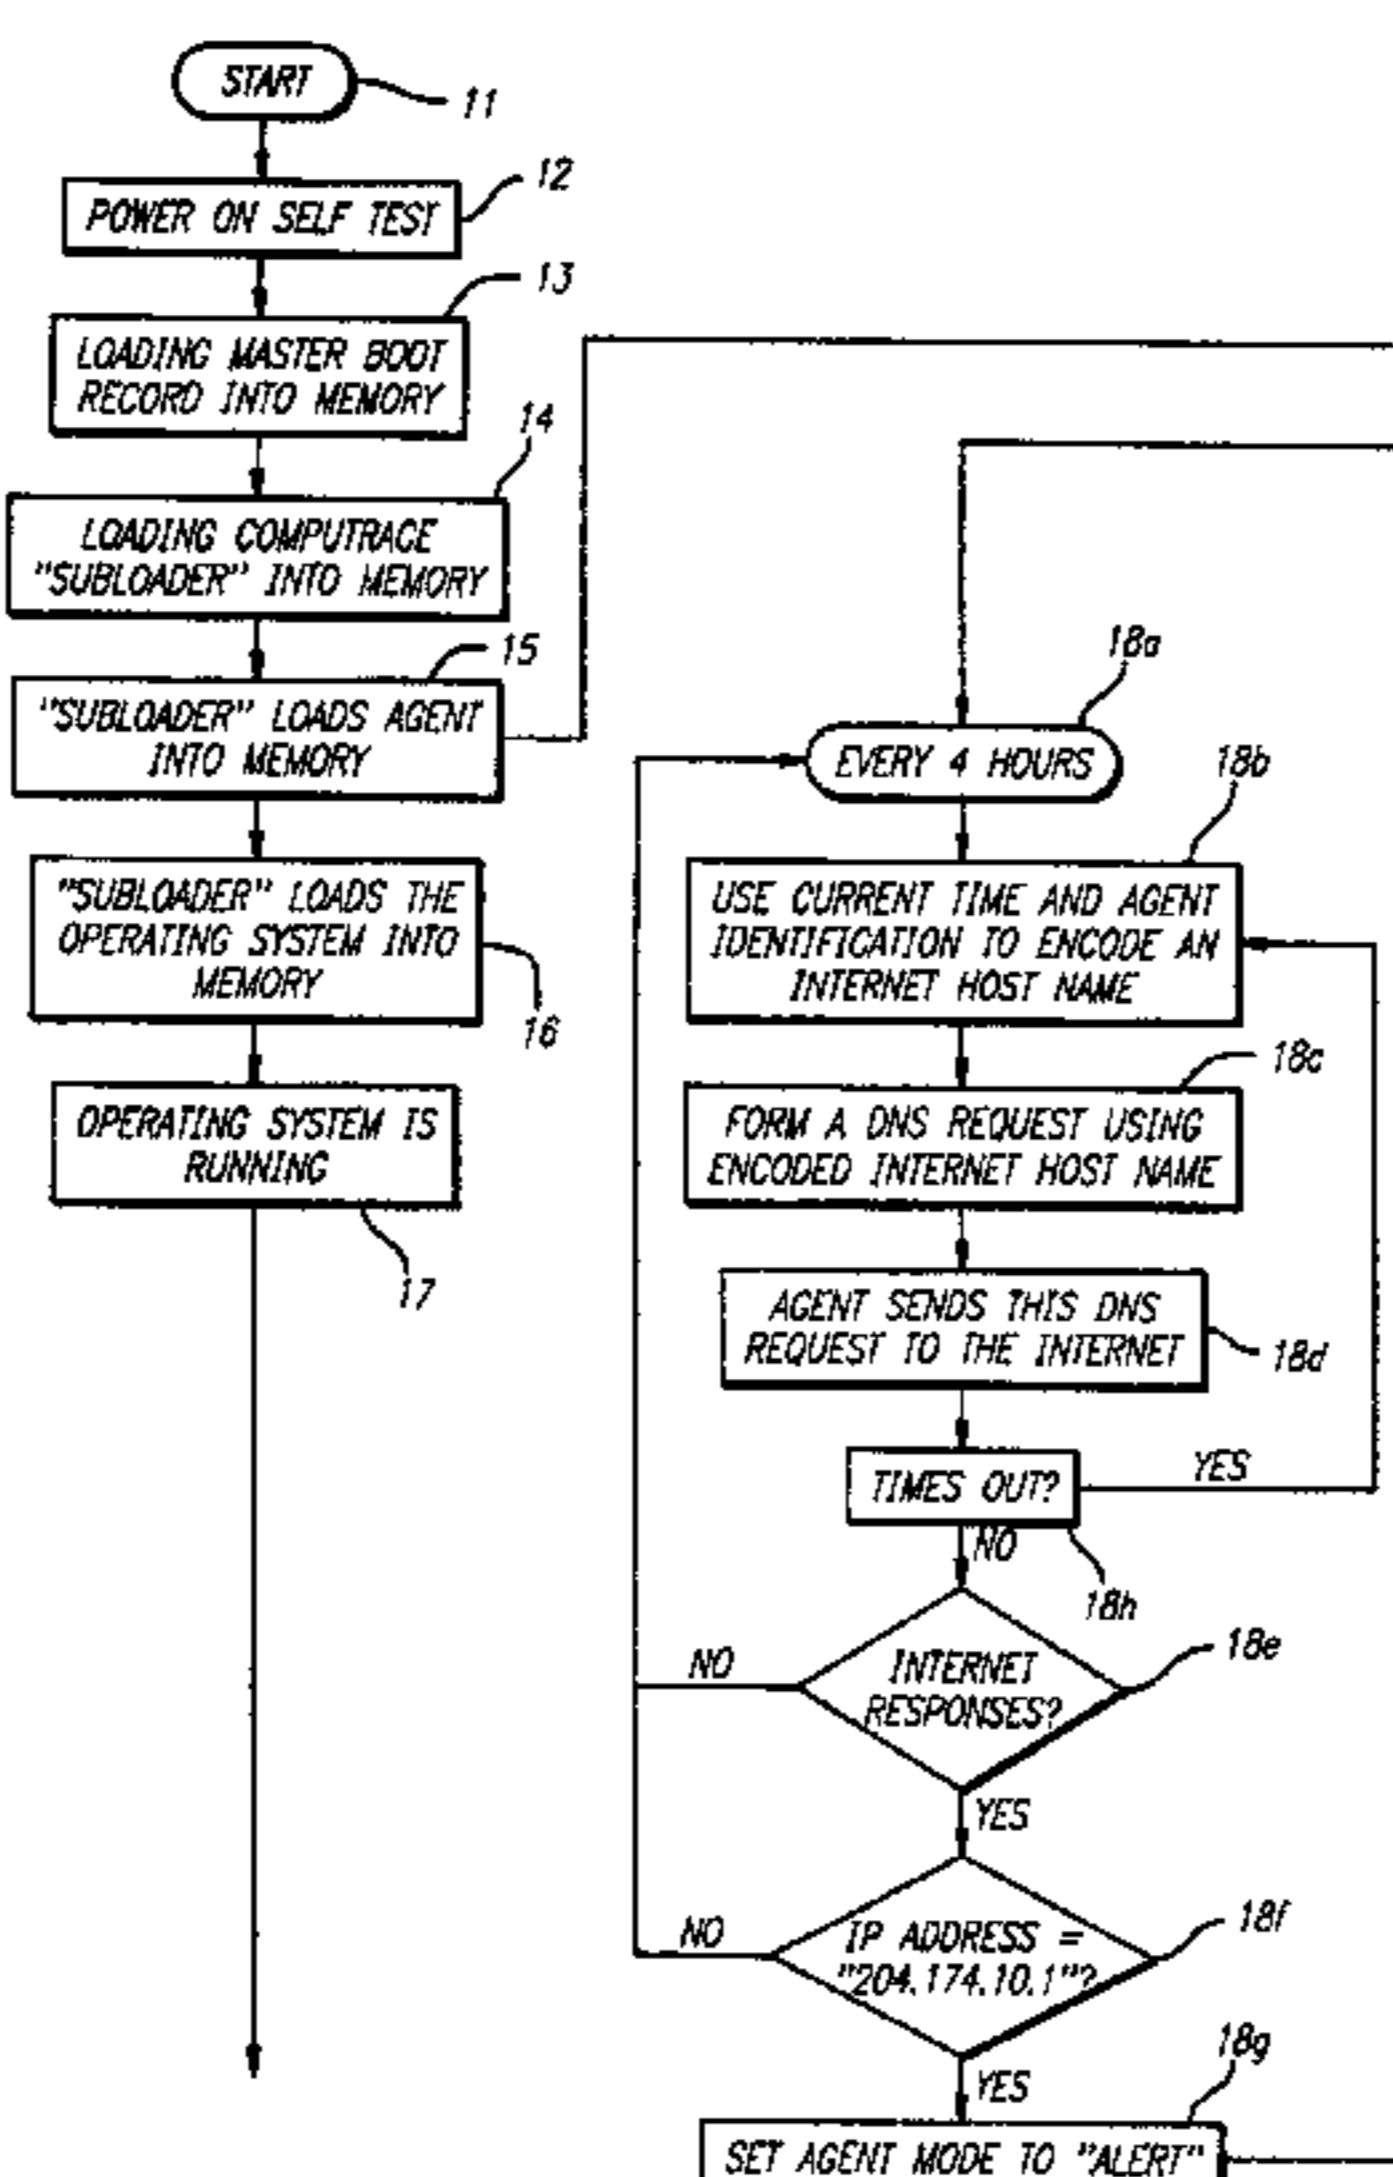 START
11
POWER ON SELF TEST
12
13
LOADING MASTER BOOT
RECORD INTO MEMORY
14
LOADING COMPUTRACE
"SUBLOADER" INTO MEMORY
15
"SUBLOADER" LOADS AGENT
INTO MEMORY
"SUBLOADER" LOADS THE
OPERATING SYSTEM INTO
MEMORY
16
OPERATING SYSTEM IS
RUNNING
17
18a
EVERY 4 HOURS
18b
USE CURRENT TIME AND AGENT
IDENTIFICATION TO ENCODE AN
INTERNET HOST NAME
18c
FORM A DNS REQUEST USING
ENCODED INTERNET HOST NAME
AGENT SENDS THIS DNS
REQUEST TO THE INTERNET
18d
TIMES OUT?
YES
NO
18h
18e
INTERNET
RESPONSES?
NO
YES
18f
IP ADDRESS =
"204.174.10.1"?
NO
YES
18g
SET AGENT MODE TO "ALERT"